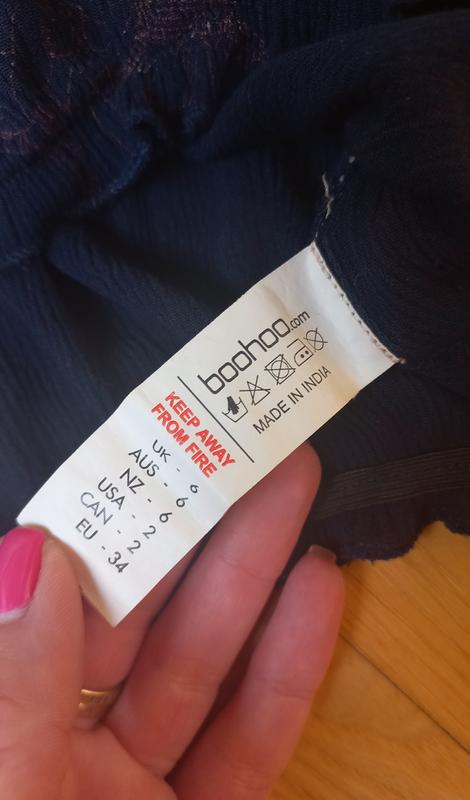 boohoo.com
MADE IN INDIA
KEEP AWAY
FROM FIRE
UK - 6
AUS - 6
NZ - 6
USA - 2
CAN - 2
EU - 34